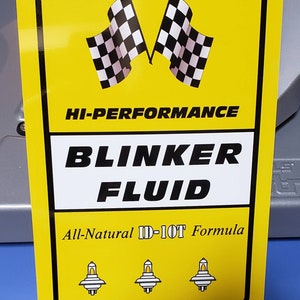 HI-PERFORMANCE
BLINKER
FLUID
All-Natural ID-10T Formula